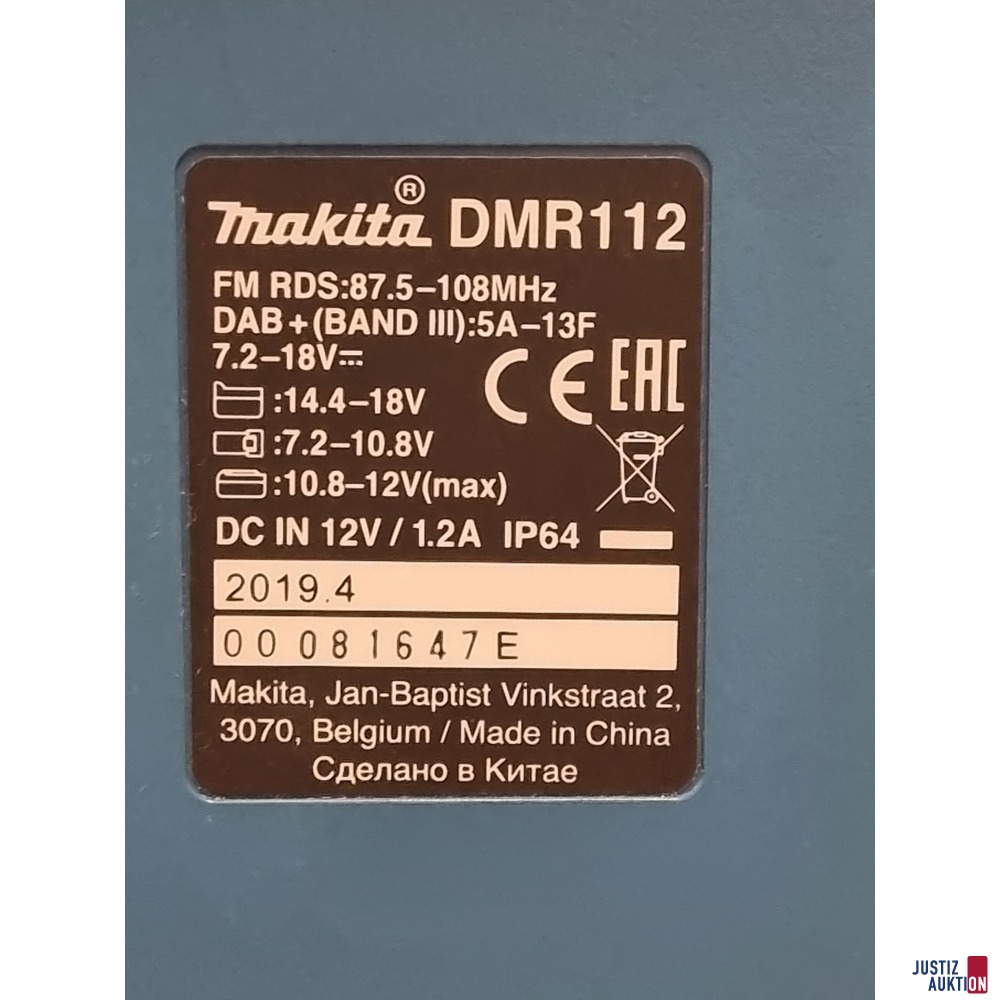 makita® DMR112
FM RDS:87.5–108MHz
DAB+(BAND III):5A–13F
7.2–18V⎓
:14.4–18V
:7.2–10.8V
:10.8–12V(max)
CE EAC
DC IN 12V / 1.2A IP64
2019.4
00081647E
Makita, Jan-Baptist Vinkstraat 2,
3070, Belgium / Made in China
Сделано в Китае
JUSTIZ
AUKTION